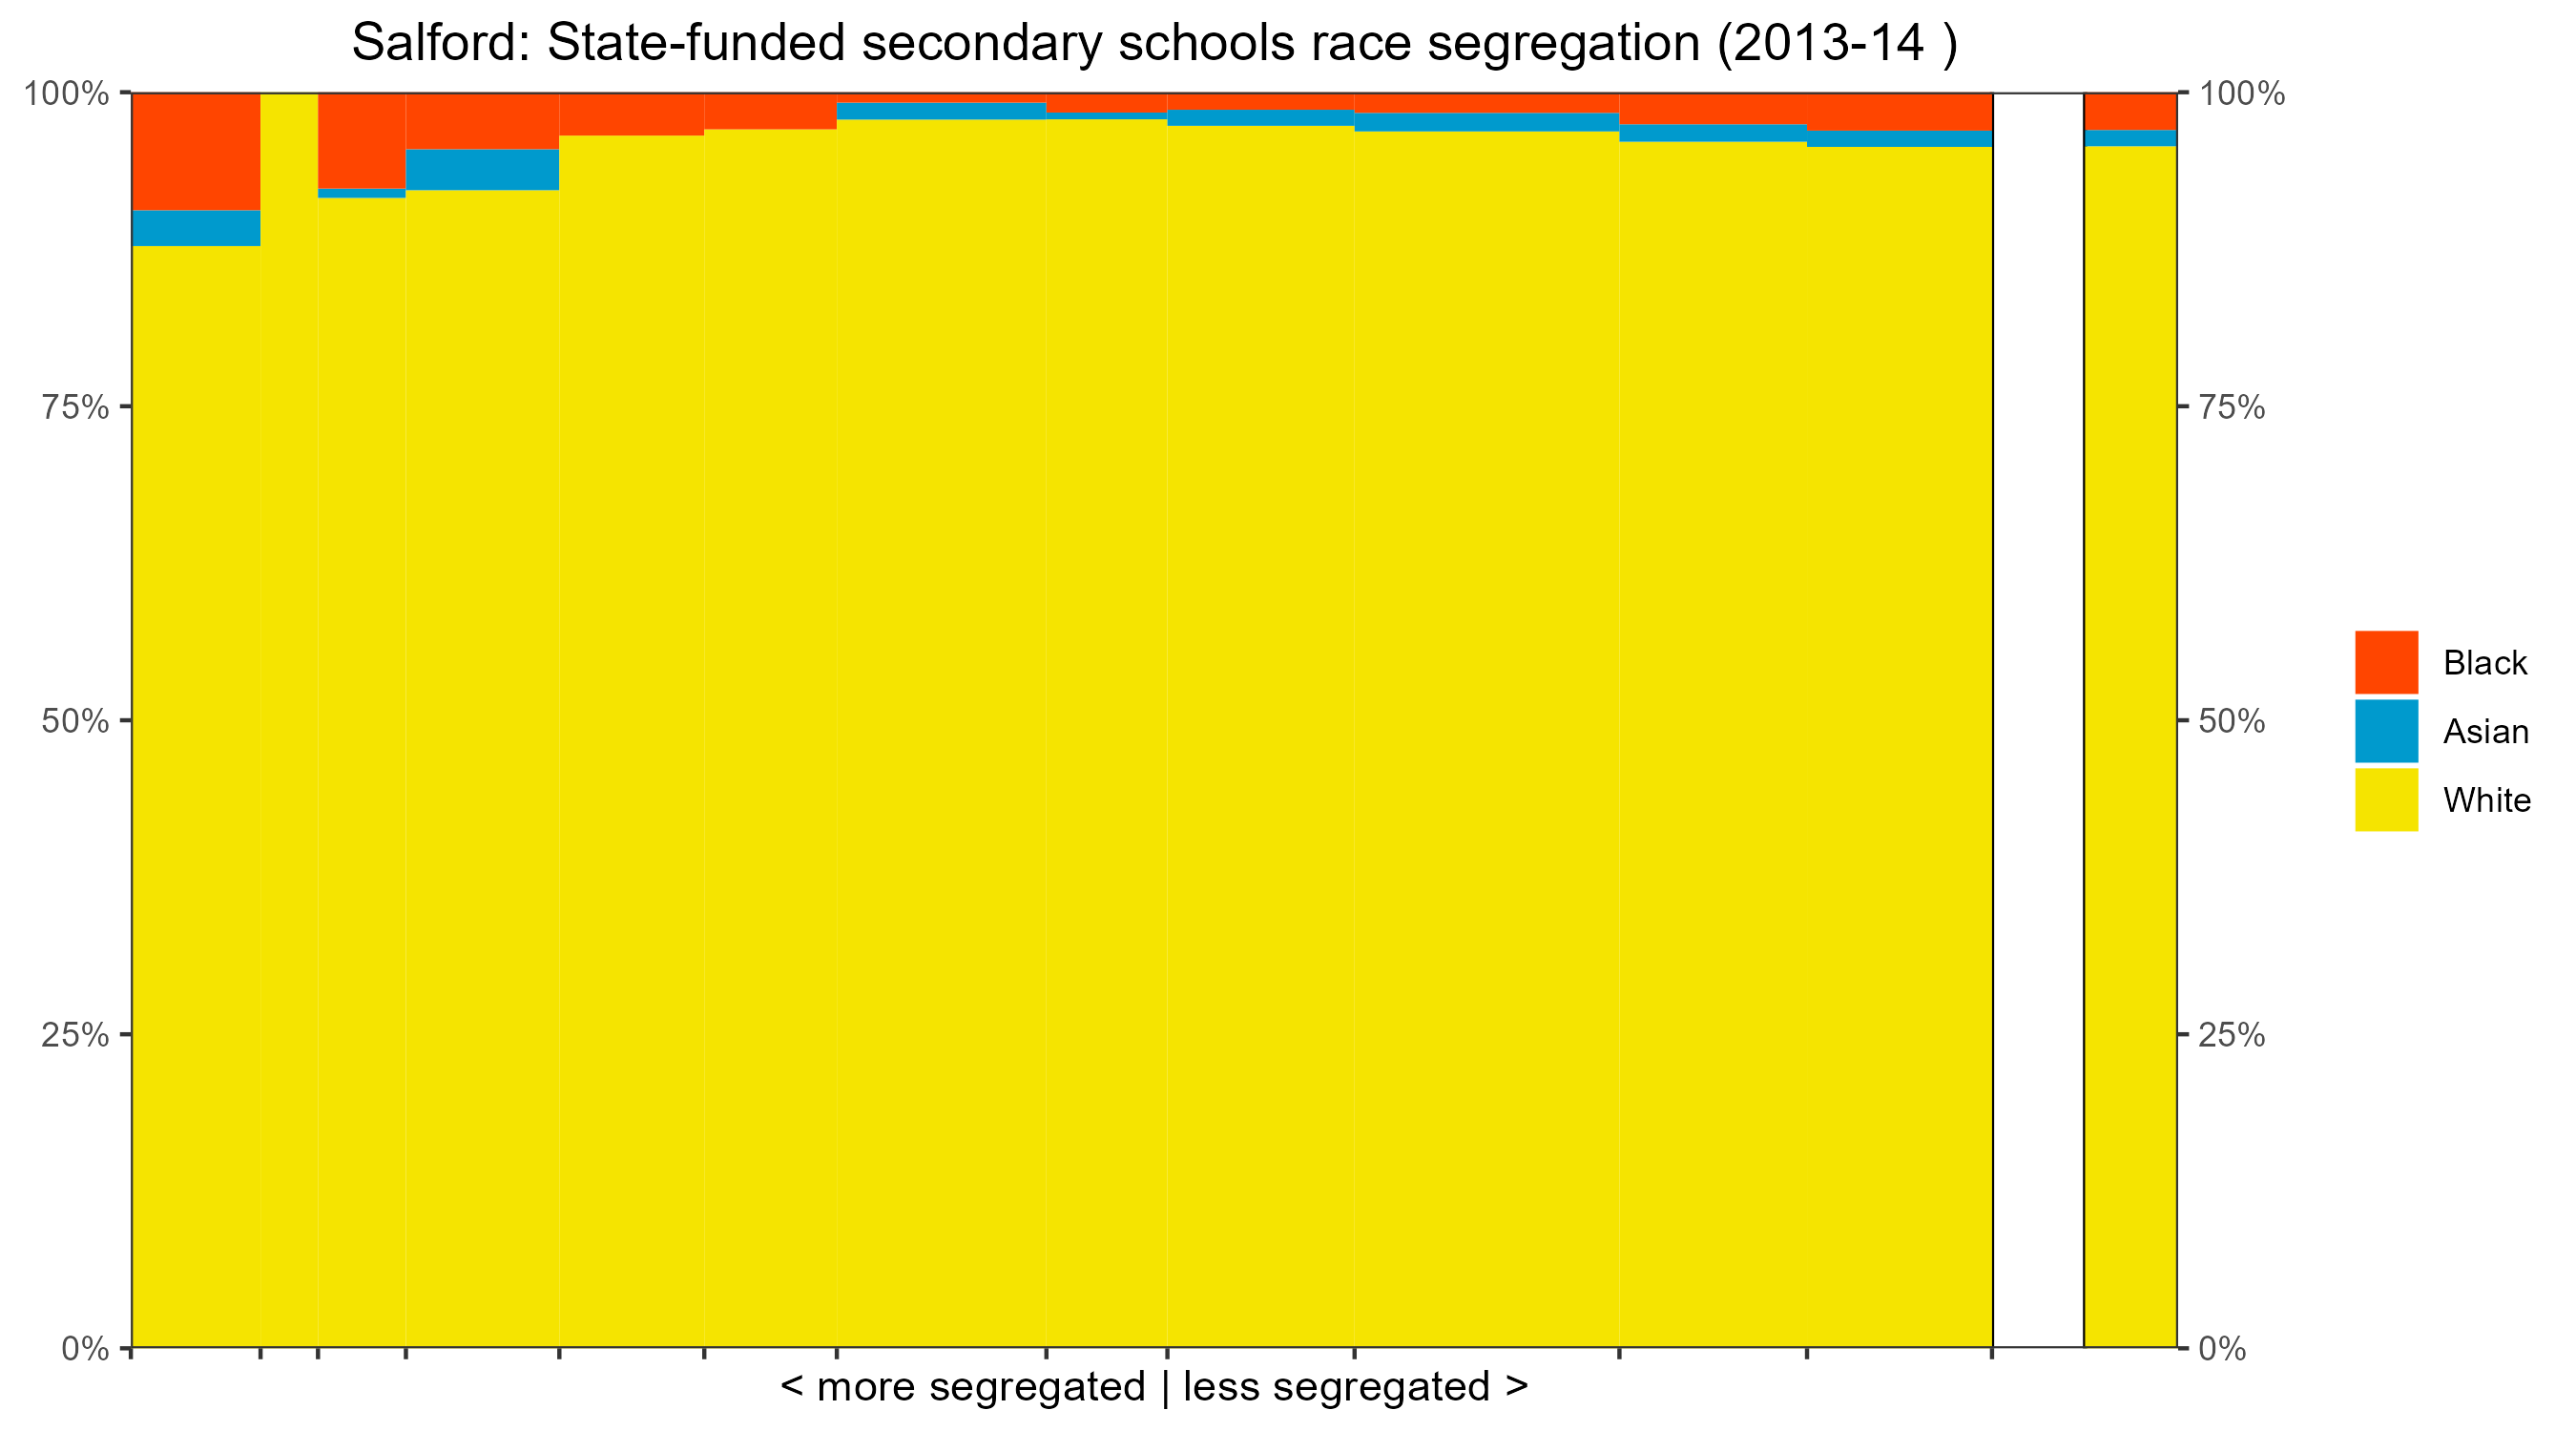 Salford: State-funded secondary schools race segregation (2013-14 )
100%
75%
50%
25%
0%
100%
75%
50%
25%
0%
Black
Asian
White
< more segregated | less segregated >